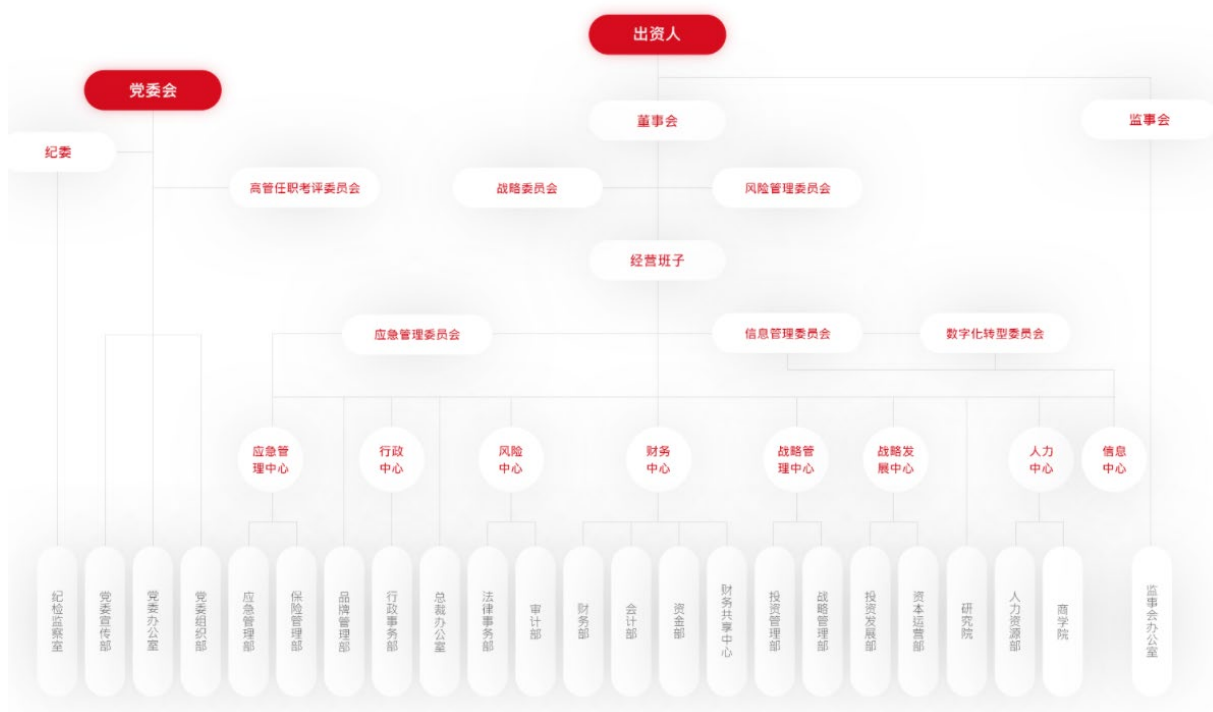 出资人
党委会
董事会
监事会
纪委
高管任职考评委员会
战略委员会
风险管理委员会
经营班子
应急管理委员会
信息管理委员会
数字化转型委员会
应急管
理中心
行政
中心
风险
中心
财务
中心
战略管
理中心
战略发
展中心
人力
中心
信息
中心
纪检监察室
党委宣传部
党委办公室
党委组织部
应急管理部
保险管理部
品牌管理部
行政事务部
总裁办公室
法律事务部
审计部
财务部
会计部
资金部
财务共享中心
投资管理部
战略管理部
投资发展部
资本运营部
研究院
人力资源部
商学院
监事会办公室